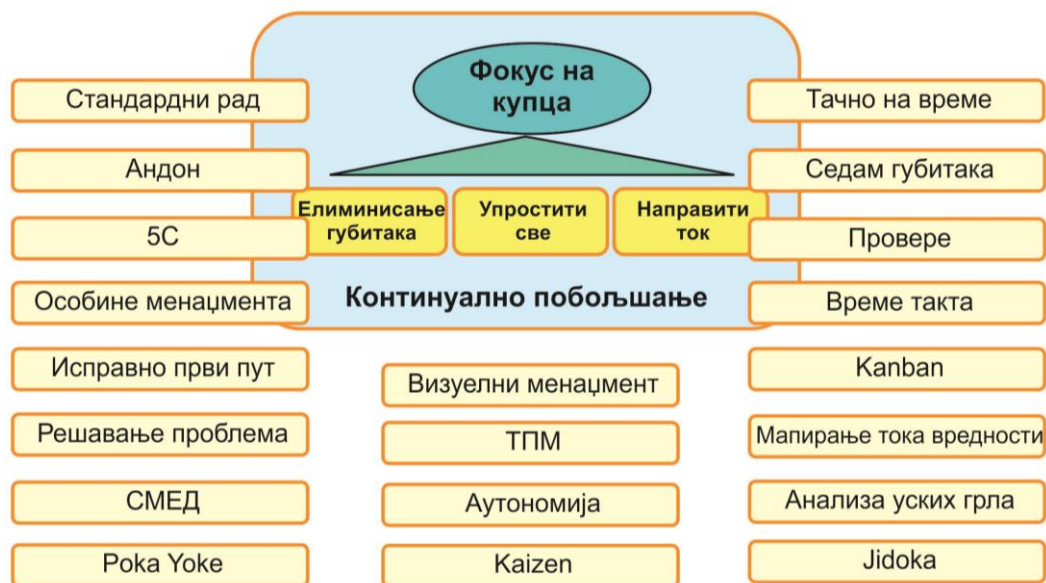 Фокус на
купца
Елиминисање
губитака
Упростити
све
Направити
ток
Континуално побољшање
Стандардни рад
Андон
5С
Особине менаџмента
Исправно први пут
Решавање проблема
СМЕД
Poka Yoke
Визуелни менаџмент
ТПМ
Аутономија
Kaizen
Тачно на време
Седам губитака
Провере
Време такта
Kanban
Мапирање тока вредности
Анализа уских грла
Jidoka